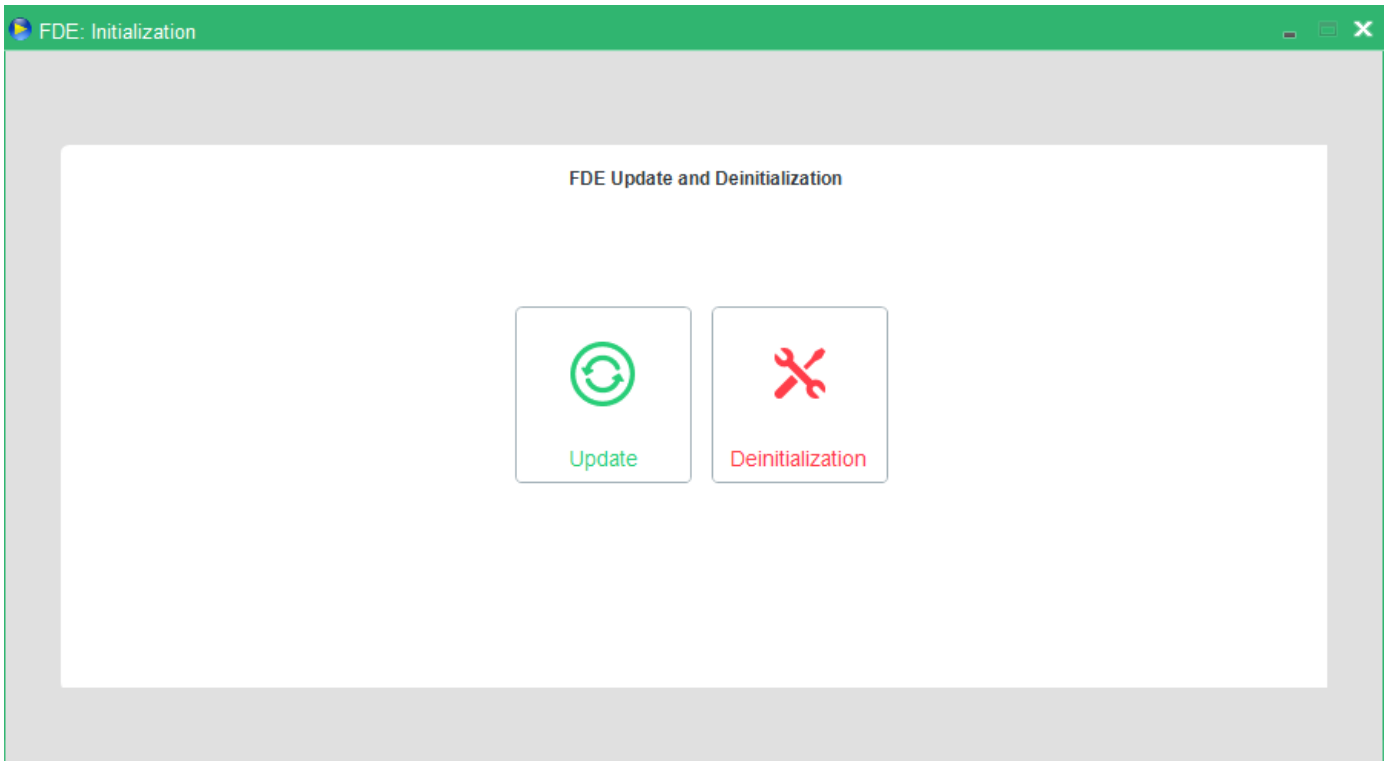 FDE: Initialization
FDE Update and Deinitialization
Update
Deinitialization